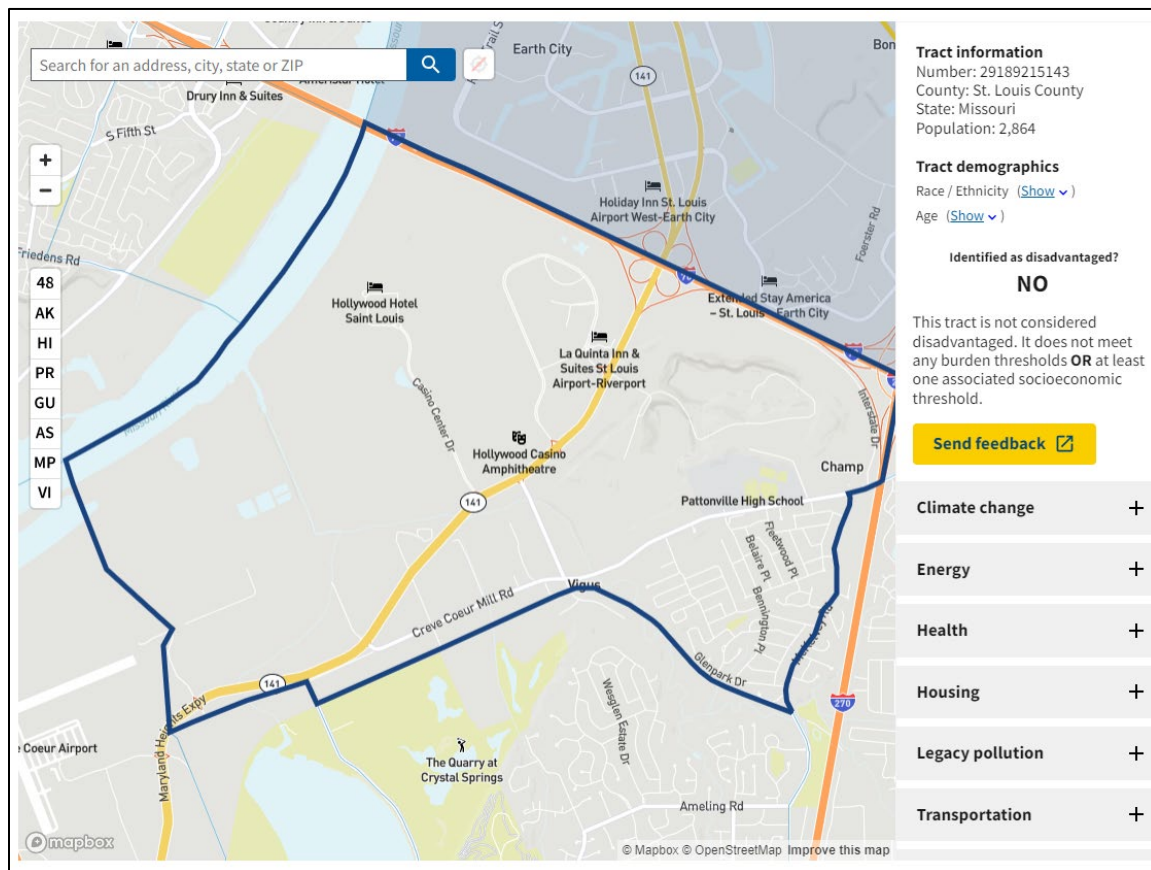 Country Inn & Suites
Search for an address, city, state or ZIP
Ameristar Hotel
Drury Inn & Suites
S Fifth St
Earth City
141
Holiday Inn St. Louis
Airport West-Earth City
Foerster Rd
+
−
Friedens Rd
48
AK
HI
PR
GU
AS
MP
VI
Hollywood Hotel
Saint Louis
Extended Stay America
– St. Louis – Earth City
La Quinta Inn &
Suites St Louis
Airport-Riverport
Casino Center Dr
Interstate Dr
Hollywood Casino
Amphitheatre
Champ
141
Pattonville High School
Fleetwood Pl
Belaire Pl
Bennington Pl
Vigus
Creve Coeur Mill Rd
McKelvey Rd
Glenpark Dr
141
Maryland Heights Expy
270
Wesglen Estate Dr
e Coeur Airport
The Quarry at
Crystal Springs
Ameling Rd
mapbox
© Mapbox © OpenStreetMap Improve this map
Tract information
Number: 29189215143
County: St. Louis County
State: Missouri
Population: 2,864
Tract demographics
Race / Ethnicity (Show )
Age (Show )
Identified as disadvantaged?
NO
This tract is not considered
disadvantaged. It does not meet
any burden thresholds OR at least
one associated socioeconomic
threshold.
Send feedback
Climate change +
Energy +
Health +
Housing +
Legacy pollution +
Transportation +